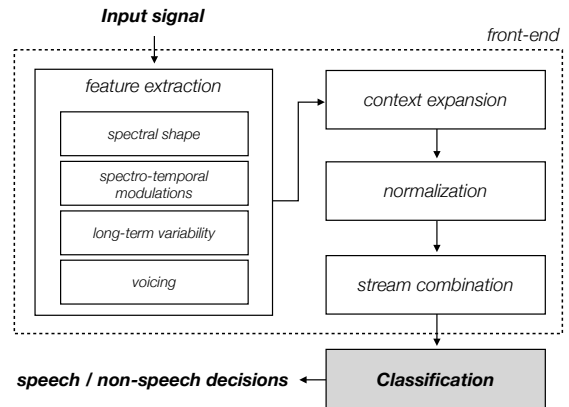 Input signal
front-end
feature extraction
spectral shape
spectro-temporal
modulations
long-term variability
voicing
context expansion
normalization
stream combination
Classification
speech / non-speech decisions